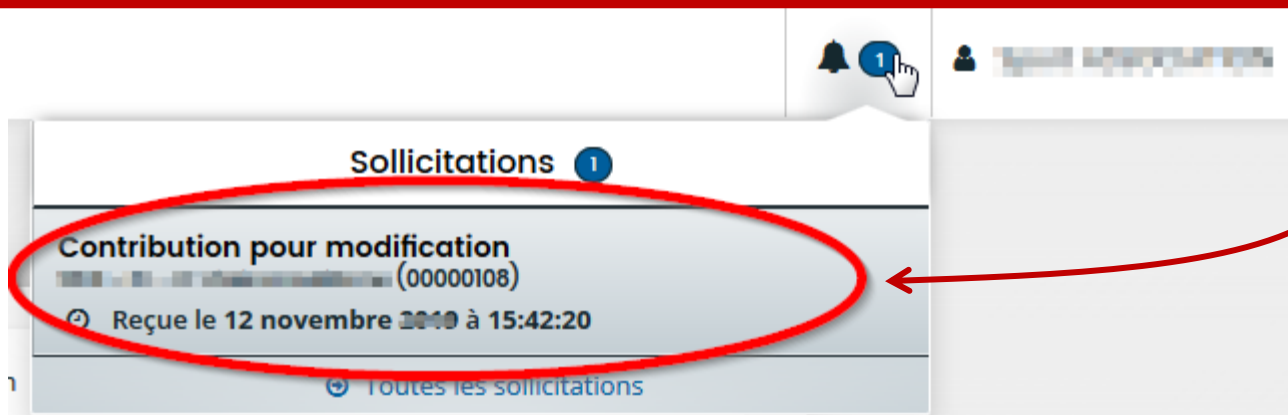 1
Sollicitations 1
Contribution pour modification
(00000108)
Reçue le 12 novembre à 15:42:20
Toutes les sollicitations
n